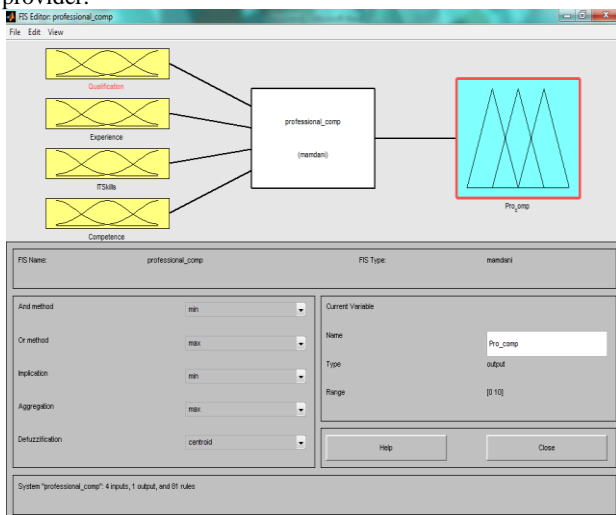 provider.
FIS Editor: professional_comp
File Edit View
Qualification
Experience
ITSkills
Competence
professional_comp
(mamdani)
Pro_comp
FIS Name: professional_comp FIS Type: mamdani
And method min
Or method max
Implication min
Aggregation max
Defuzzification centroid
Current Variable
Name Pro_comp
Type output
Range [0 10]
Help Close
System "professional_comp": 4 inputs, 1 output, and 81 rules